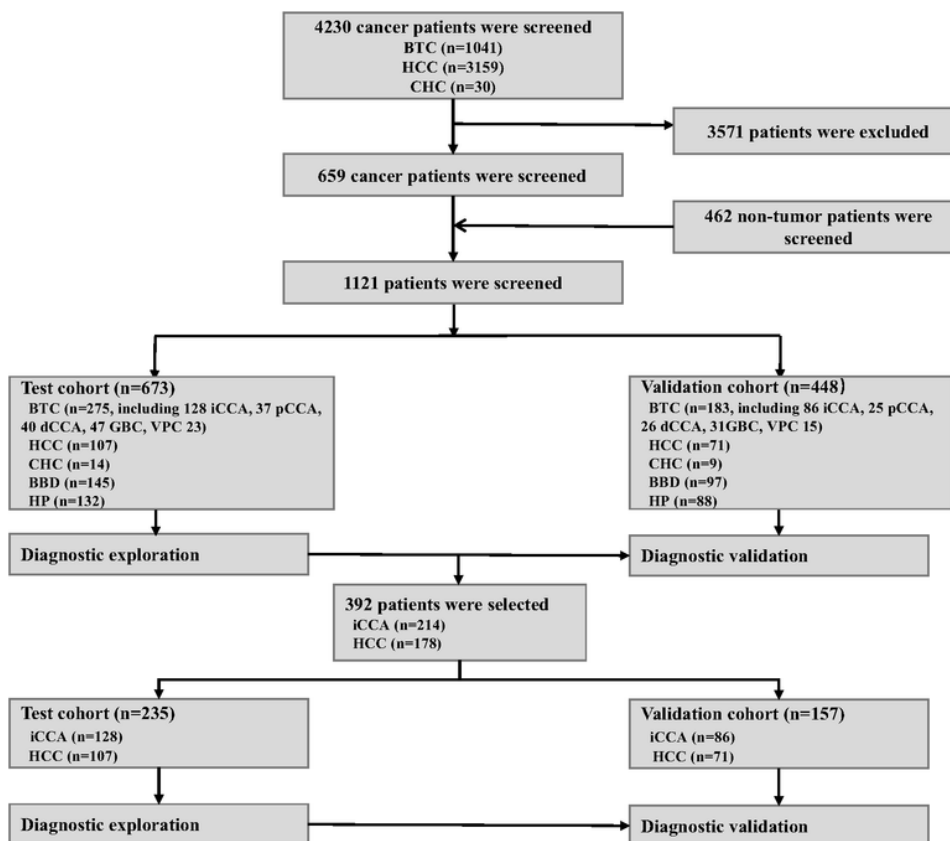 4230 cancer patients were screened
BTC (n=1041)
HCC (n=3159)
CHC (n=30)
3571 patients were excluded
659 cancer patients were screened
462 non-tumor patients were
screened
1121 patients were screened
Test cohort (n=673)
BTC (n=275, including 128 iCCA, 37 pCCA,
40 dCCA, 47 GBC, VPC 23)
HCC (n=107)
CHC (n=14)
BBD (n=145)
HP (n=132)
Validation cohort (n=448)
BTC (n=183, including 86 iCCA, 25 pCCA,
26 dCCA, 31GBC, VPC 15)
HCC (n=71)
CHC (n=9)
BBD (n=97)
HP (n=88)
Diagnostic exploration
Diagnostic validation
392 patients were selected
iCCA (n=214)
HCC (n=178)
Test cohort (n=235)
iCCA (n=128)
HCC (n=107)
Validation cohort (n=157)
iCCA (n=86)
HCC (n=71)
Diagnostic exploration
Diagnostic validation